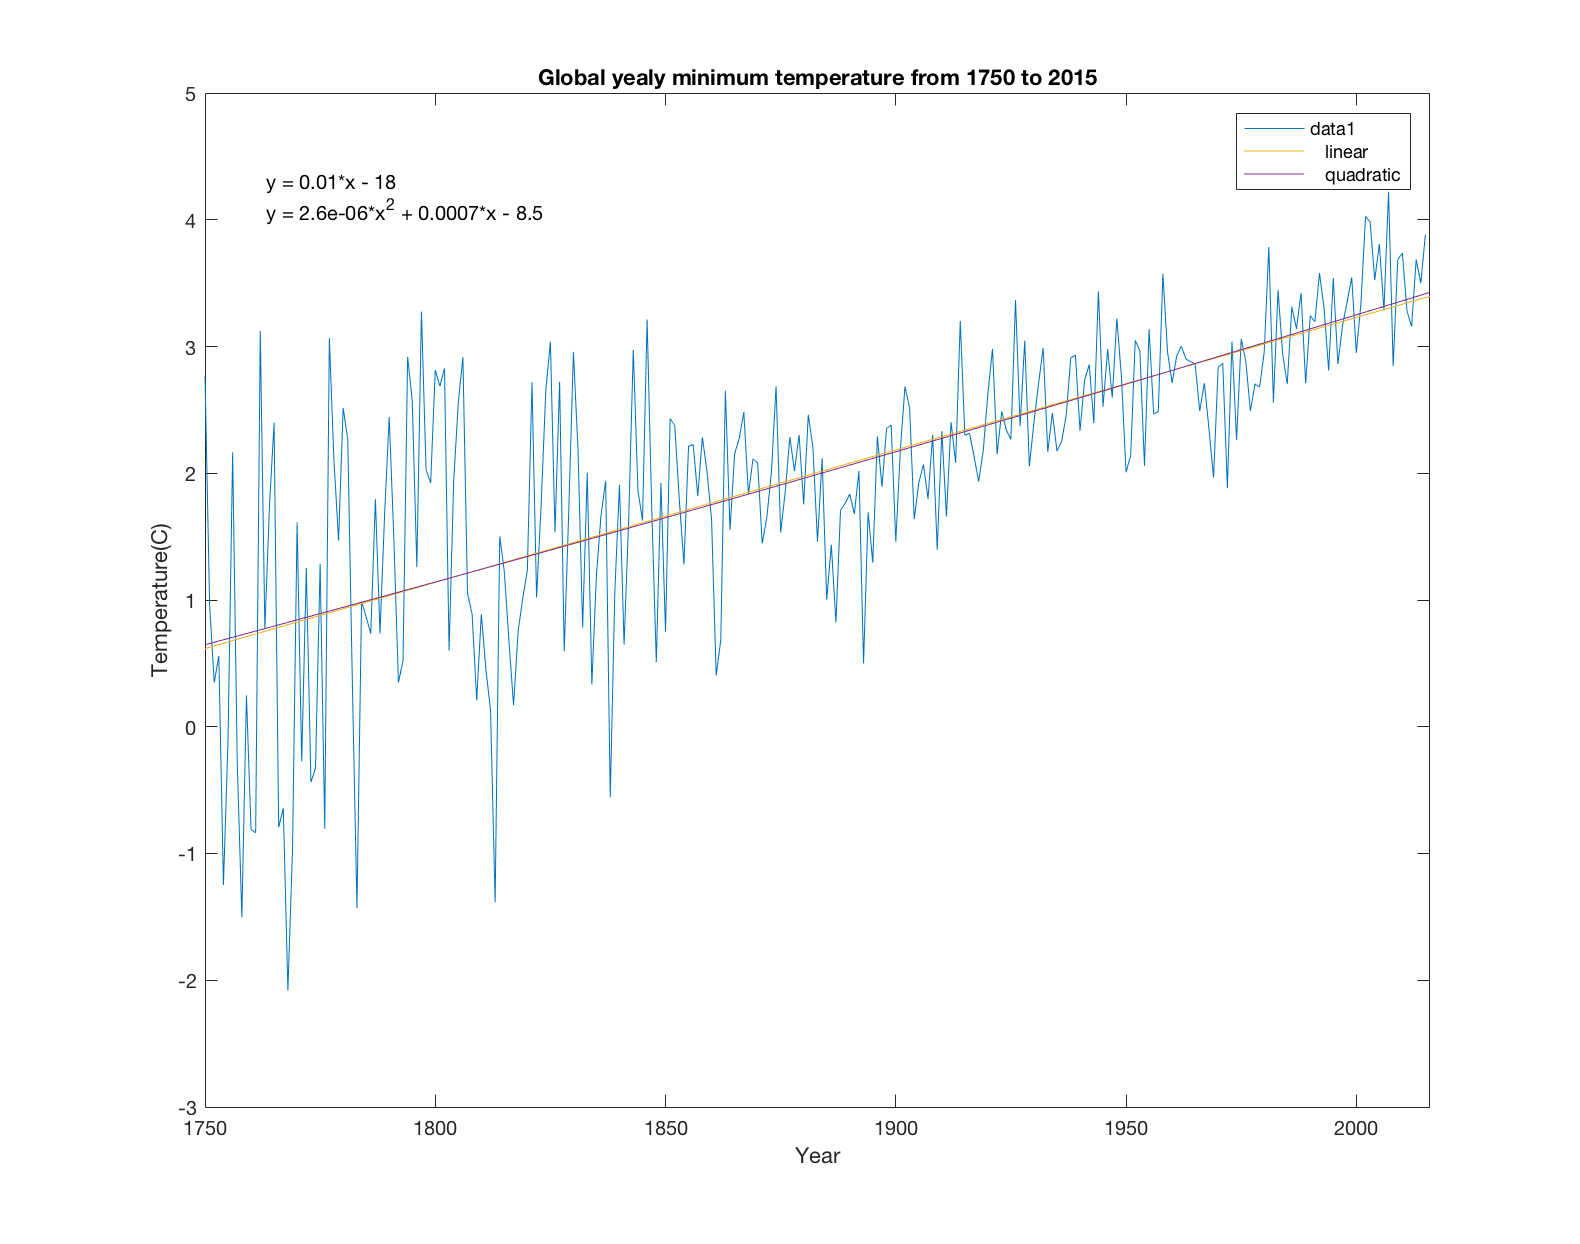 Global yealy minimum temperature from 1750 to 2015
5
4
3
2
1
0
-1
-2
-3
Temperature(C)
y = 0.01*x - 18
y = 2.6e-06*x^2 + 0.0007*x - 8.5
data1
linear
quadratic
1750 1800 1850 1900 1950 2000
Year